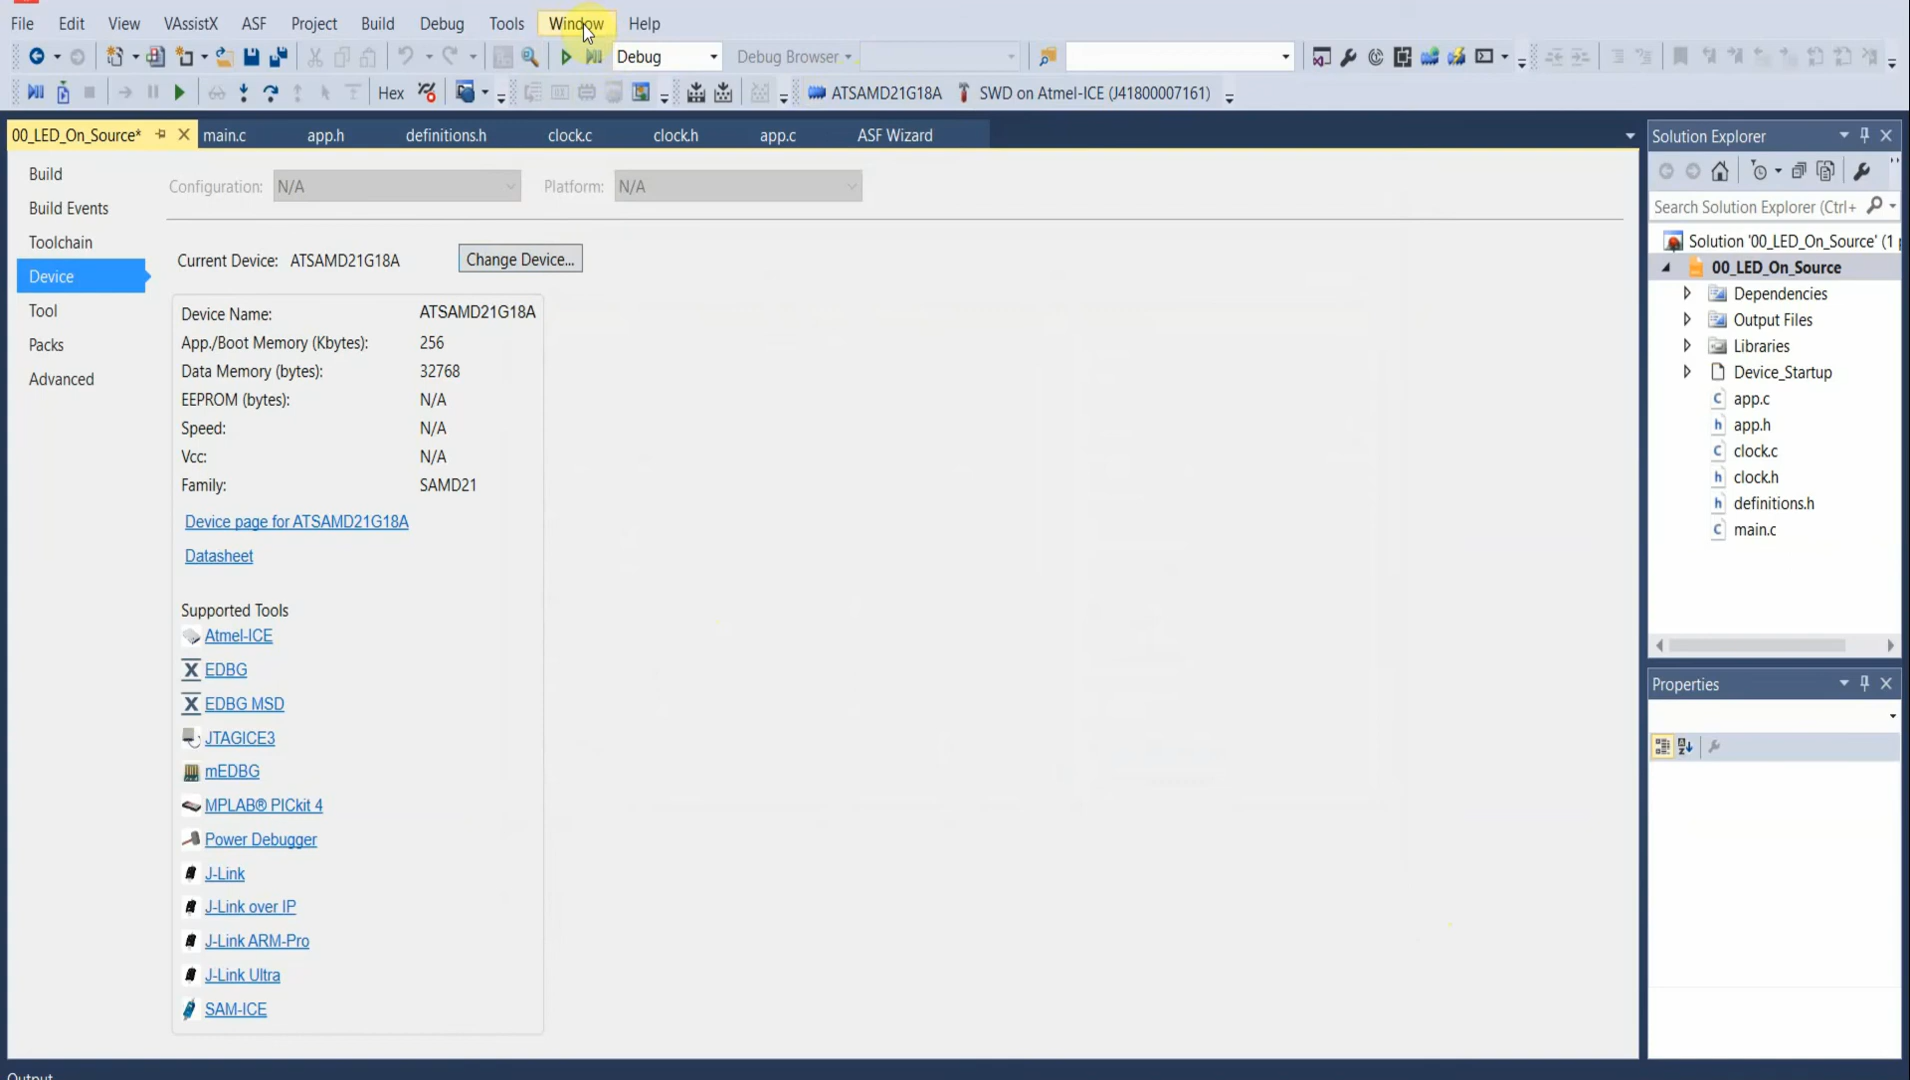 File Edit View VAssistX ASF Project Build Debug Tools Window Help
Debug Debug Browser
Hex ATSAMD21G18A SWD on Atmel-ICE (J41800007161)
00_LED_On_Source* main.c app.h definitions.h clock.c clock.h app.c ASF Wizard
Build
Build Events
Toolchain
Device
Tool
Packs
Advanced
Configuration: N/A Platform: N/A
Current Device: ATSAMD21G18A Change Device...
Device Name: ATSAMD21G18A
App./Boot Memory (Kbytes): 256
Data Memory (bytes): 32768
EEPROM (bytes): N/A
Speed: N/A
Vcc: N/A
Family: SAMD21
Device page for ATSAMD21G18A
Datasheet
Supported Tools
Atmel-ICE
EDBG
EDBG MSD
JTAGICE3
mEDBG
MPLAB® PICkit 4
Power Debugger
J-Link
J-Link over IP
J-Link ARM-Pro
J-Link Ultra
SAM-ICE
Solution Explorer
Search Solution Explorer (Ctrl+
Solution '00_LED_On_Source' (1
00_LED_On_Source
Dependencies
Output Files
Libraries
Device_Startup
app.c
app.h
clock.c
clock.h
definitions.h
main.c
Properties
Output